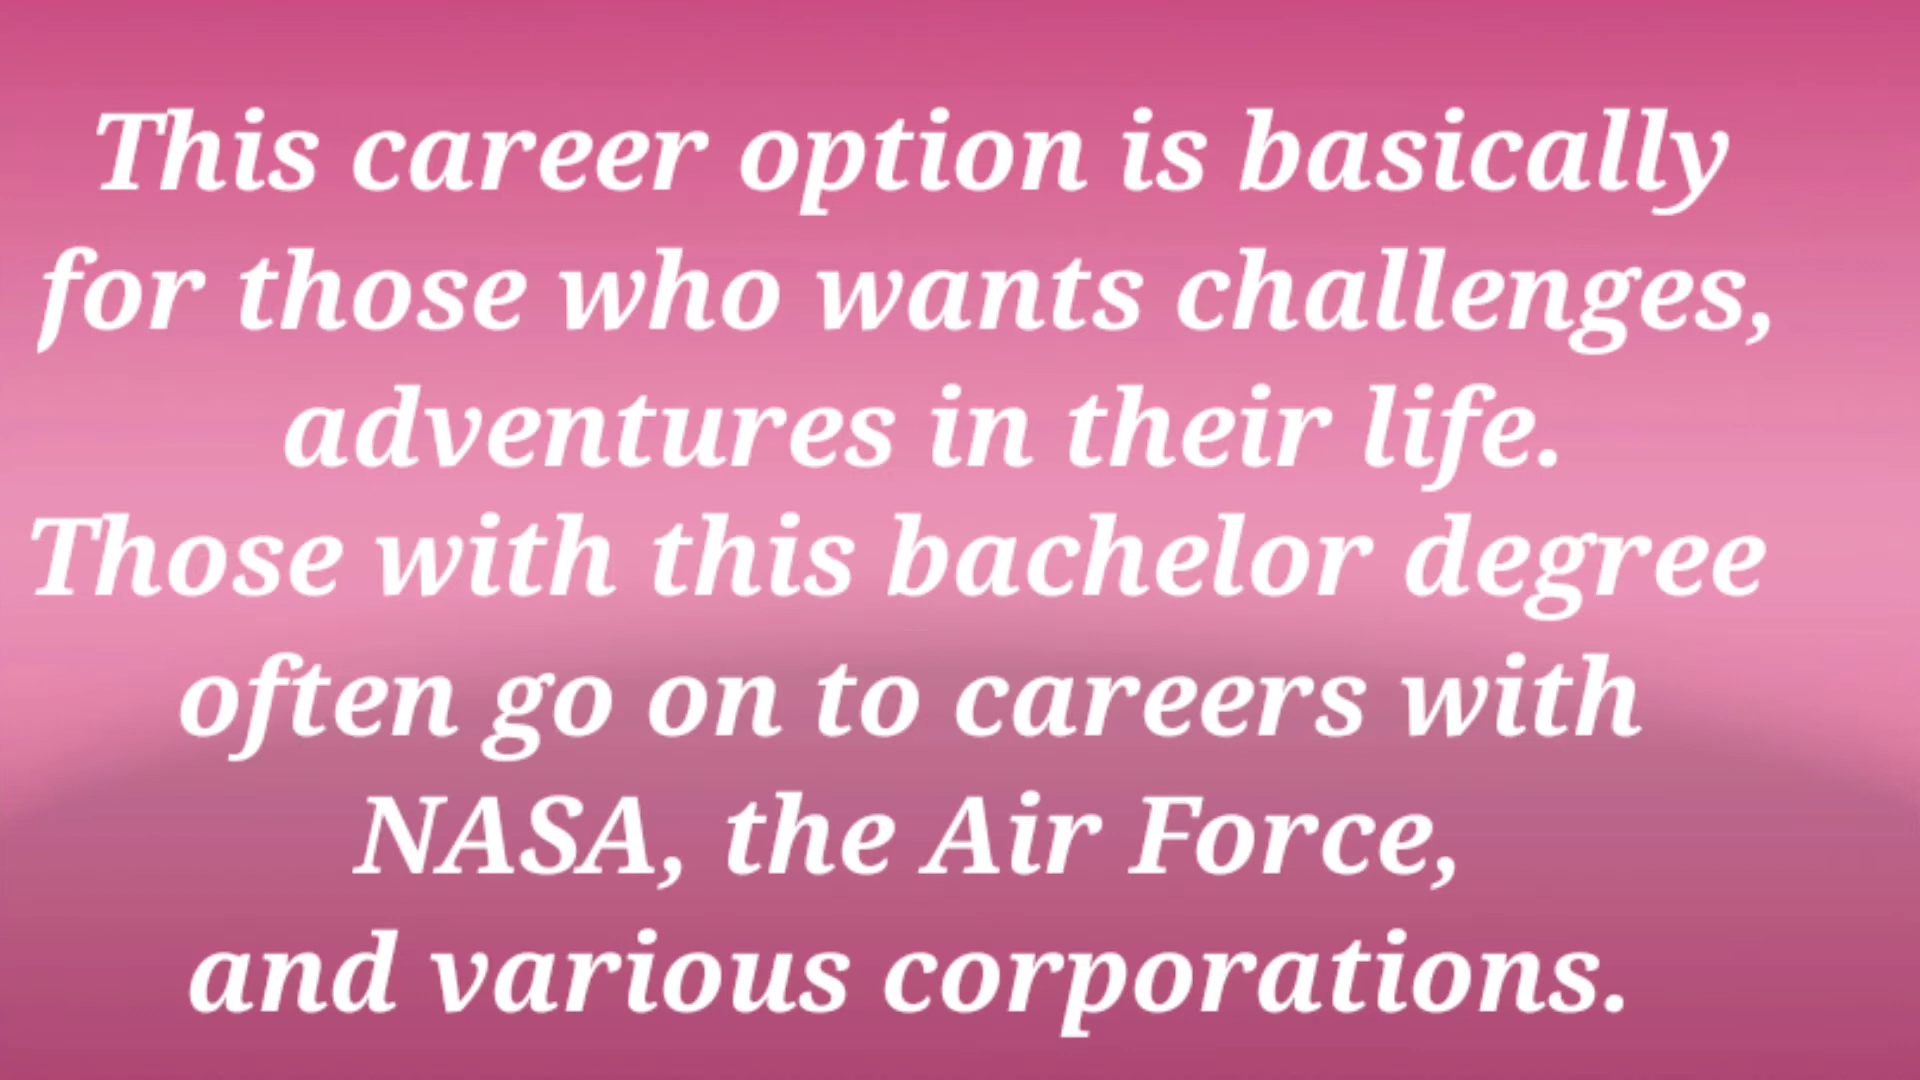 This career option is basically
for those who wants challenges,
adventures in their life.
Those with this bachelor degree
often go on to careers with
NASA, the Air Force,
and various corporations.